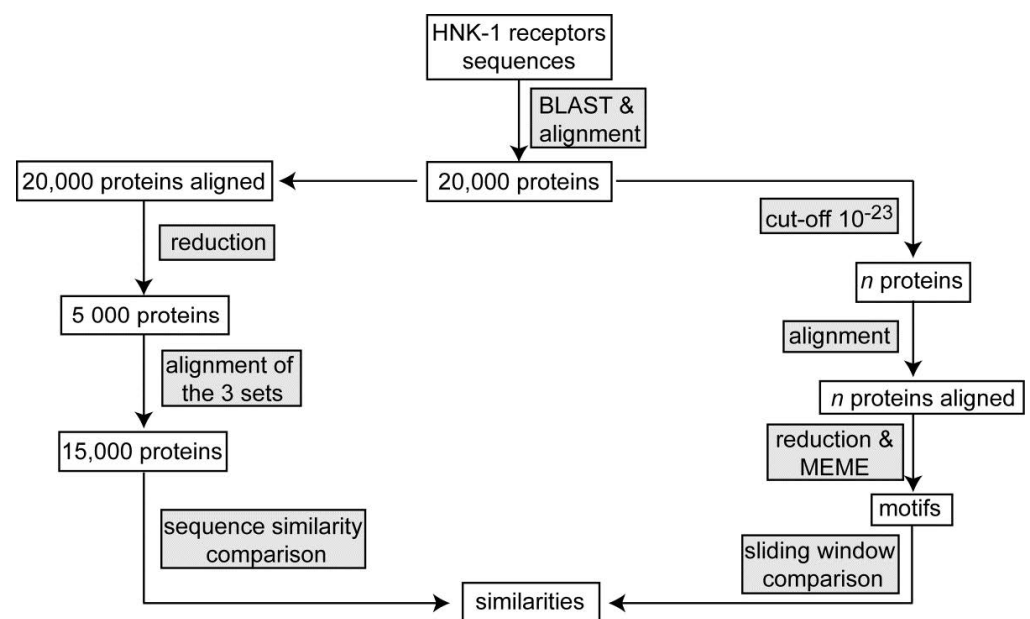 HNK-1 receptors
sequences
BLAST &
alignment
20,000 proteins aligned
20,000 proteins
cut-off 10⁻²³
reduction
n proteins
5 000 proteins
alignment
alignment of
the 3 sets
n proteins aligned
15,000 proteins
reduction &
MEME
motifs
sequence similarity
comparison
sliding window
comparison
similarities